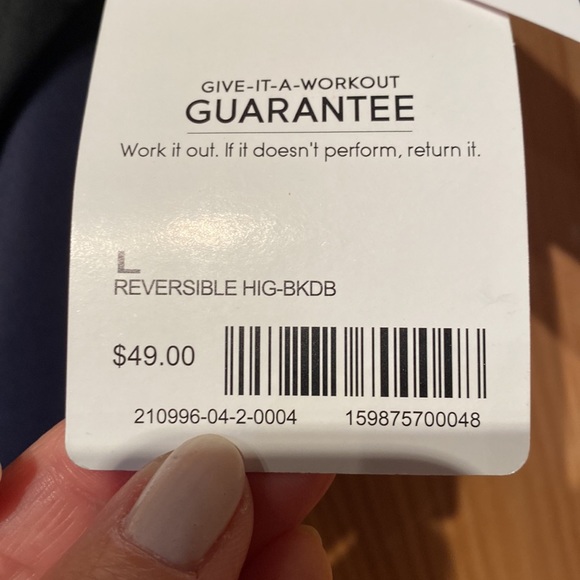 GIVE-IT-A-WORKOUT
GUARANTEE
Work it out. If it doesn't perform, return it.
L
REVERSIBLE HIG-BKDB
$49.00
210996-04-2-0004 159875700048